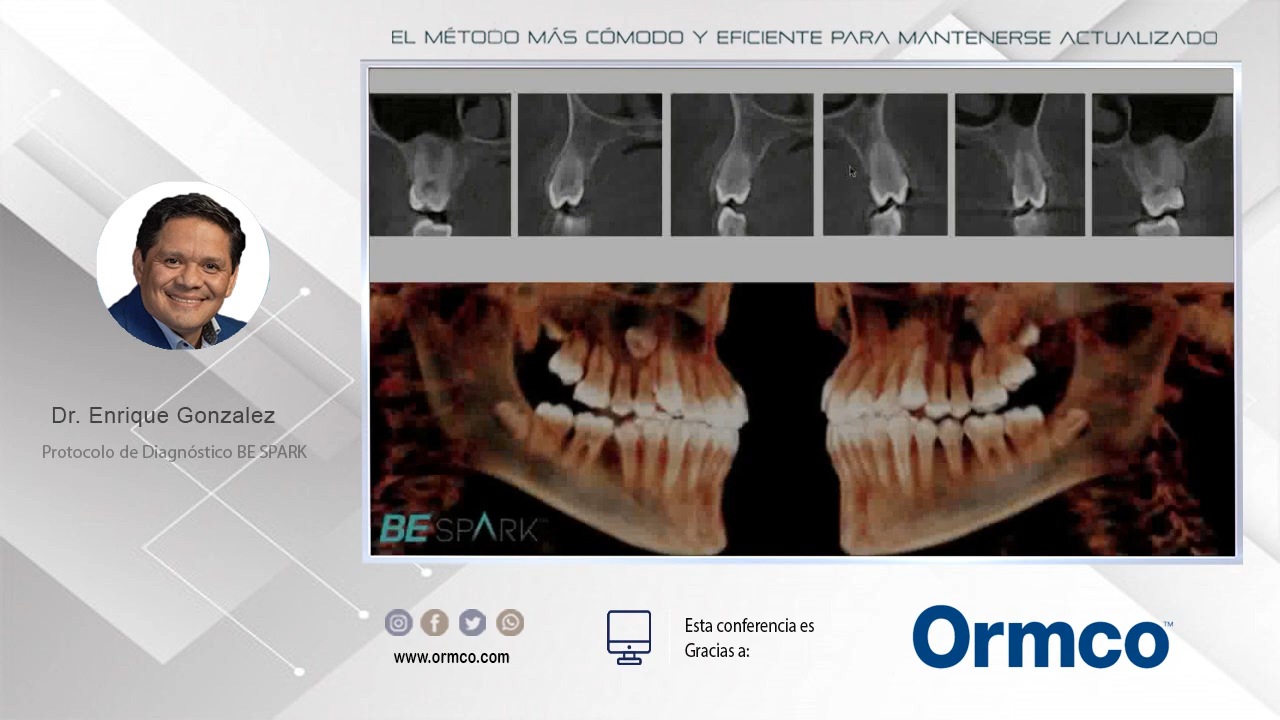 EL MÉTODO MÁS CÓMODO Y EFICIENTE PARA MANTENERSE ACTUALIZADO
Dr. Enrique Gonzalez
Protocolo de Diagnóstico BE SPARK
BE SPARK
www.ormco.com
Esta conferencia es
Gracias a:
Ormco™